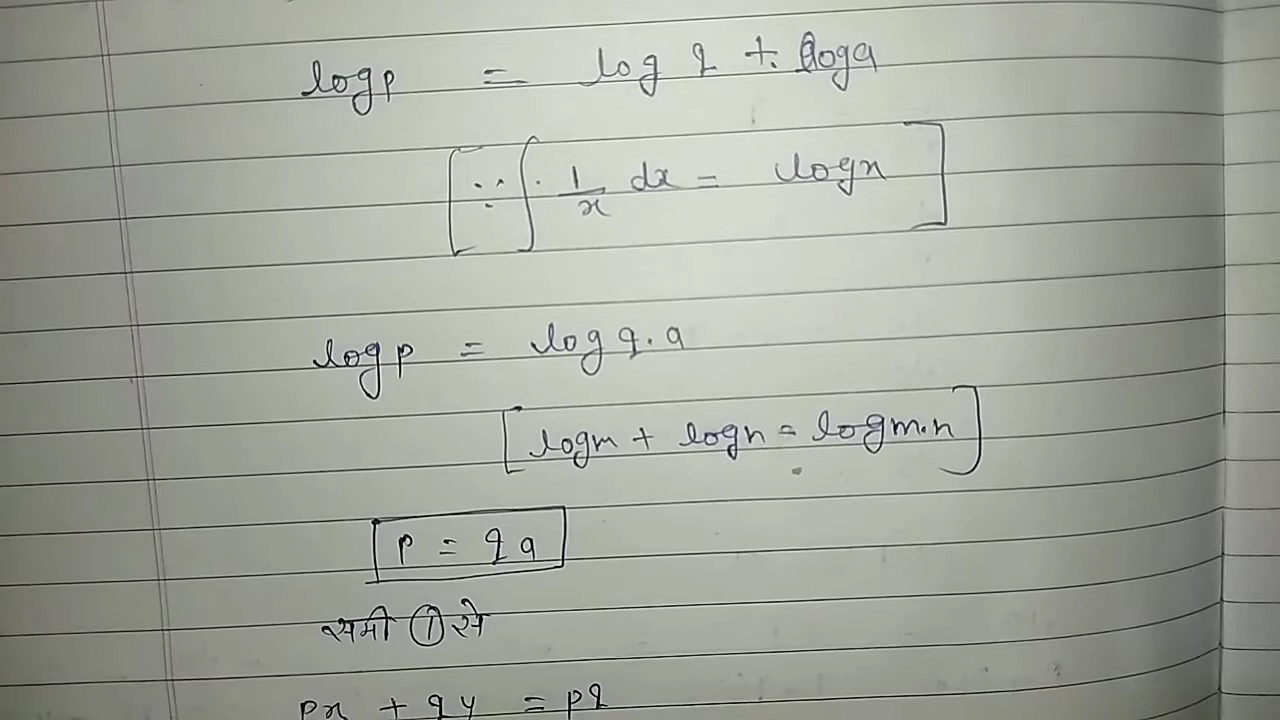 log p = log q + log a
[∵ ∫ 1/x dx = log x]
log p = log q.a
[log m + log n = log m.n]
p = qa
समी ① से
px + qy = pq